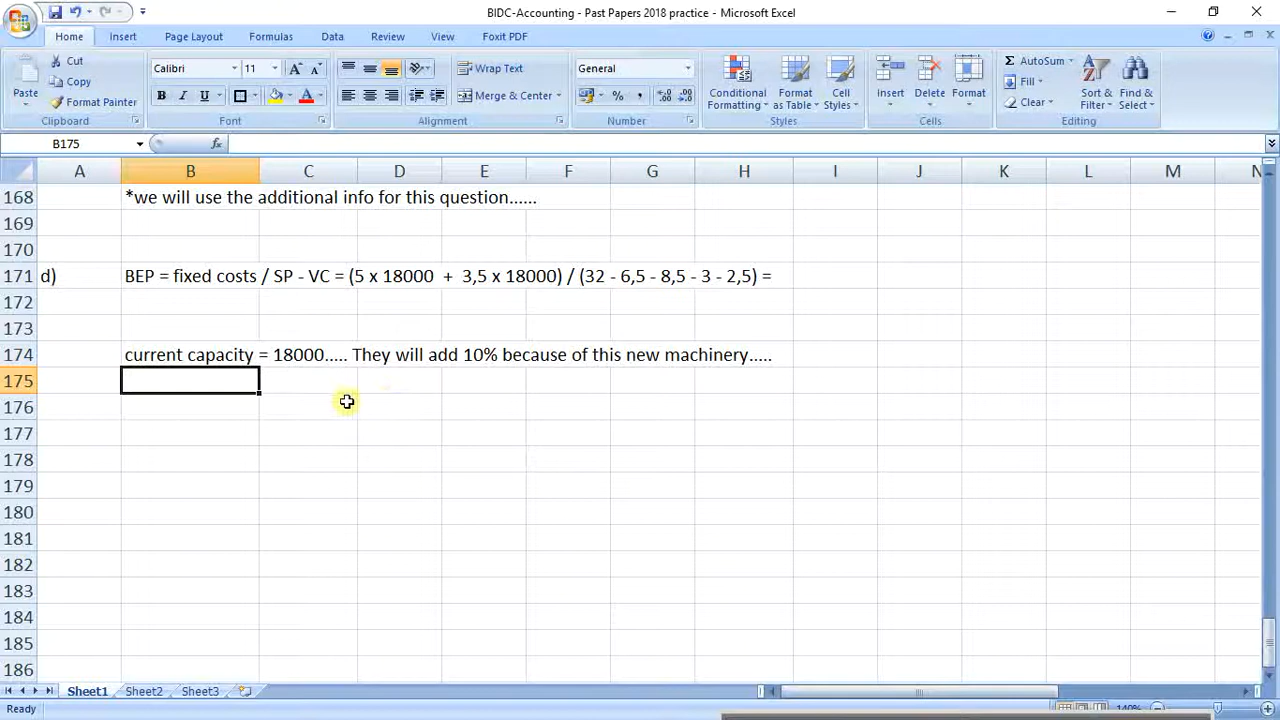 BIDC-Accounting - Past Papers 2018 practice - Microsoft Excel
Home Insert Page Layout Formulas Data Review View Foxit PDF
Paste Cut Copy Format Painter
Calibri 11 A A
B I U A
Wrap Text
Merge & Center
General
% ,
Conditional Formatting Format as Table Cell Styles
Insert Delete Format
Σ AutoSum
Fill
Clear
Sort & Filter Find & Select
Clipboard Font Alignment Number Styles Cells Editing
B175 fx
A B C D E F G H I J K L M N
168 *we will use the additional info for this question......
169
170
171 d) BEP = fixed costs / SP - VC = (5 x 18000 + 3,5 x 18000) / (32 - 6,5 - 8,5 - 3 - 2,5) =
172
173
174 current capacity = 18000..... They will add 10% because of this new machinery.....
175
176
177
178
179
180
181
182
183
184
185
186
Sheet1 Sheet2 Sheet3
Ready 140%